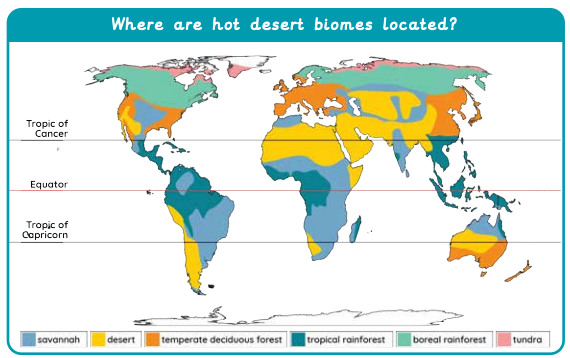 Where are hot desert biomes located?
Tropic of
Cancer
Equator
Tropic of
Capricorn
savannah desert temperate deciduous forest tropical rainforest boreal rainforest tundra